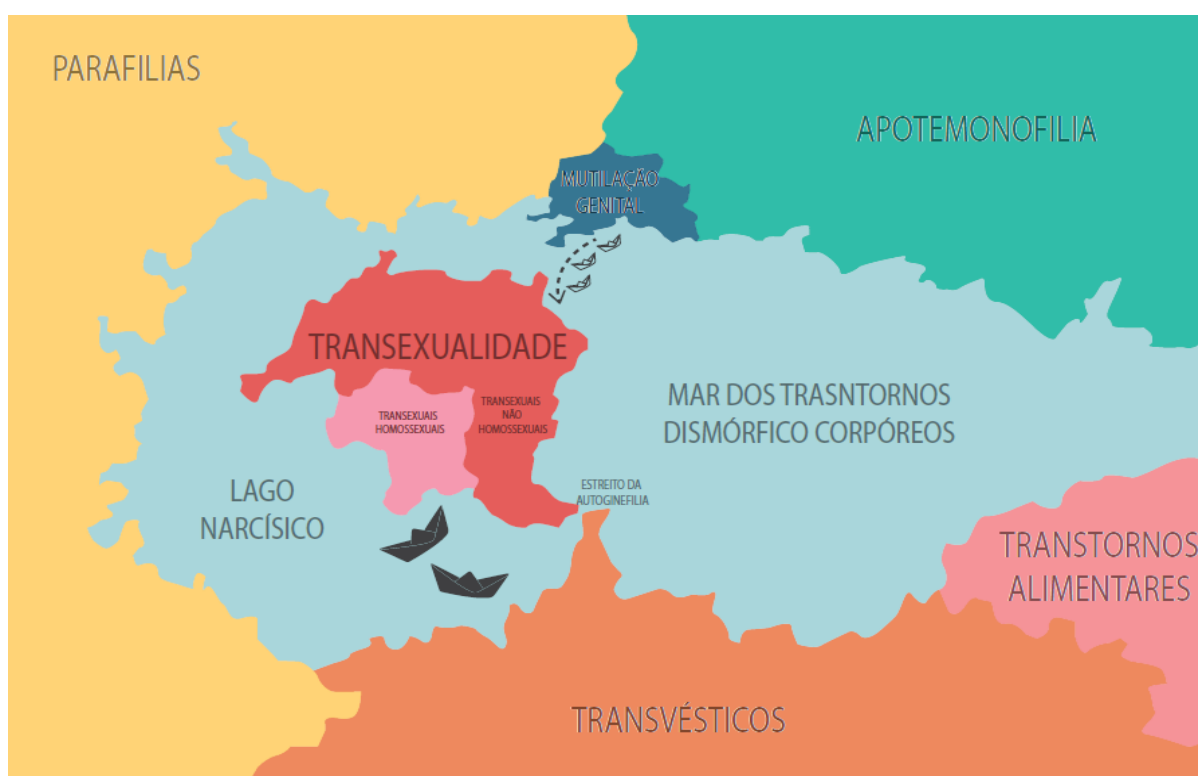 PARAFILIAS
APOTEMONOFILIA
MUTILAÇÃO
GENITAL
TRANSEXUALIDADE
TRANSEXUAIS
HOMOSSEXUAIS
TRANSEXUAIS
NÃO
HOMOSSEXUAIS
MAR DOS TRASNTORNOS
DISMÓRFICO CORPÓREOS
LAGO
NARCÍSICO
ESTREITO DA
AUTOGINEFILIA
TRANSTORNOS
ALIMENTARES
TRANSVÉSTICOS